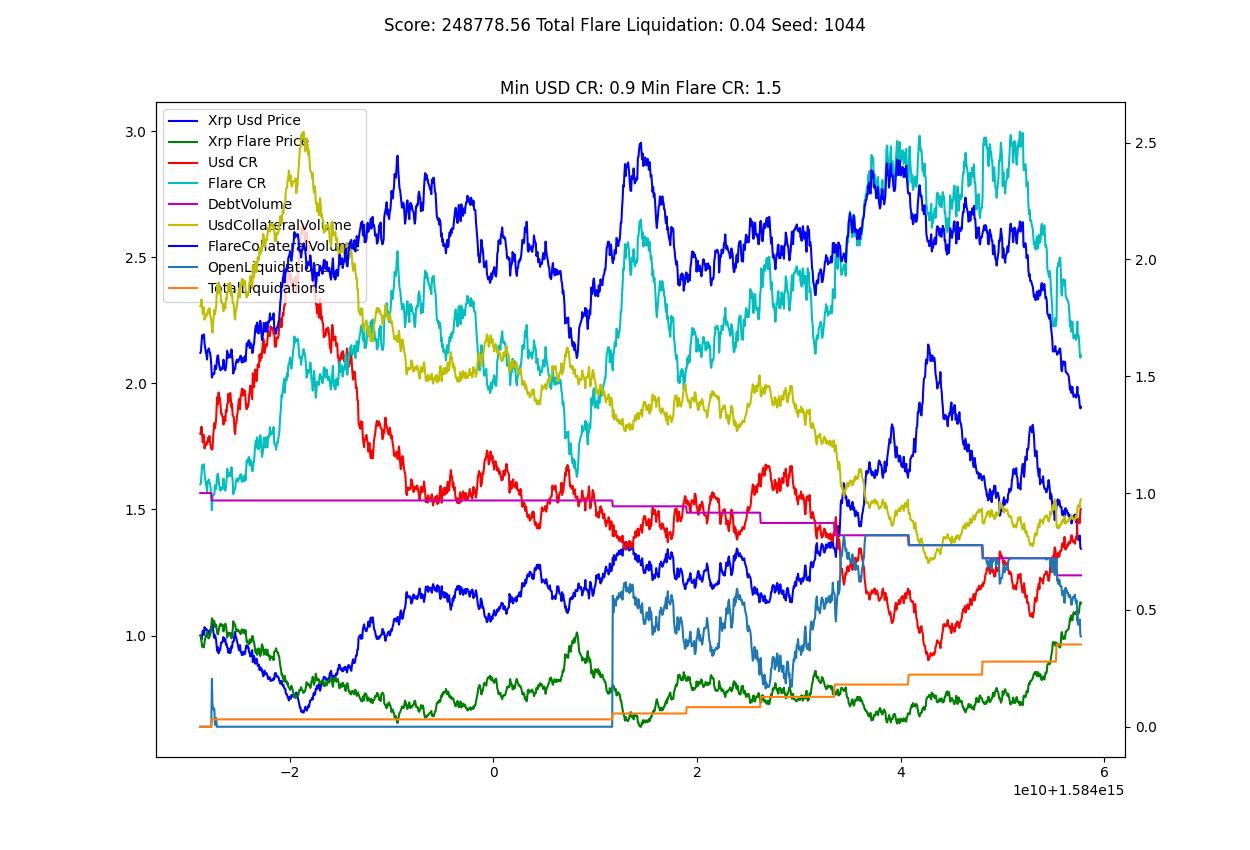 Score: 248778.56 Total Flare Liquidation: 0.04 Seed: 1044
Min USD CR: 0.9 Min Flare CR: 1.5
Xrp Usd Price
Xrp Flare Price
Usd CR
Flare CR
DebtVolume
UsdCollateralVolume
FlareCollateralVolume
OpenLiquidations
TotalLiquidations
3.0
2.5
2.0
1.5
1.0
2.5
2.0
1.5
1.0
0.5
0.0
−2
0
2
4
6
1e10+1.584e15